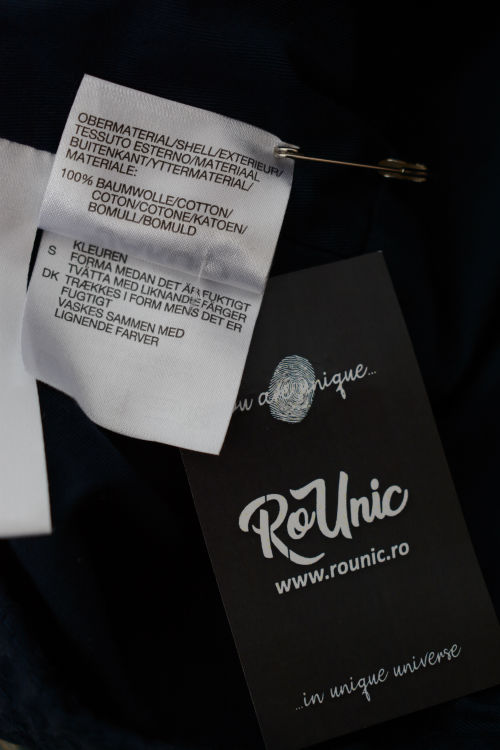 OBERMATERIAL/SHELL/EXTERIEUR/
TESSUTO ESTERNO/MATERIAAL
BUITENKANT/YTTERMATERIAL/
MATERIALE:
100% BAUMWOLLE/COTTON/
COTON/COTONE/KATOEN/
BOMULL/BOMULD
KLEUREN
S FORMA MEDAN DET ÄR FUKTIGT
TVÄTTA MED LIKNANDE FÄRGER
DK TRÆKKES I FORM MENS DET ER
FUGTIGT
VASKES SAMMEN MED
LIGNENDE FARVER
are unique...
RoUnic
www.rounic.ro
...in unique universe